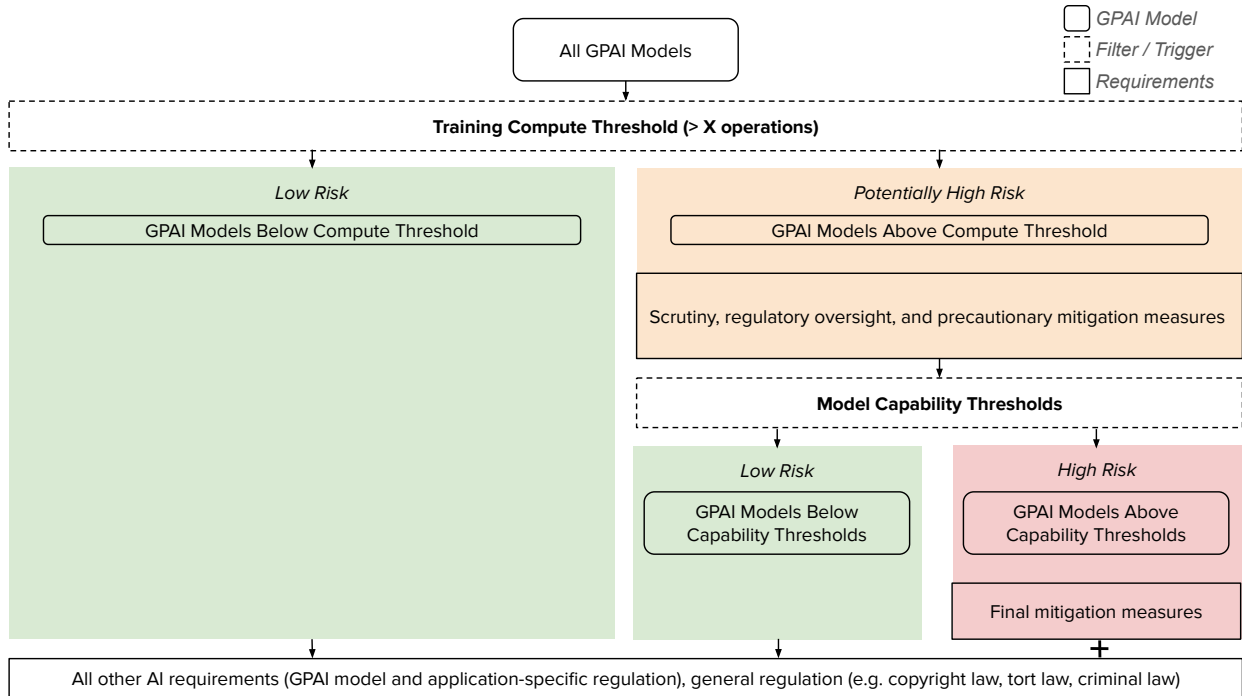 GPAI Model
Filter / Trigger
Requirements
All GPAI Models
Training Compute Threshold (> X operations)
Low Risk
GPAI Models Below Compute Threshold
Potentially High Risk
GPAI Models Above Compute Threshold
Scrutiny, regulatory oversight, and precautionary mitigation measures
Model Capability Thresholds
Low Risk
GPAI Models Below
Capability Thresholds
High Risk
GPAI Models Above
Capability Thresholds
Final mitigation measures
+
All other AI requirements (GPAI model and application-specific regulation), general regulation (e.g. copyright law, tort law, criminal law)